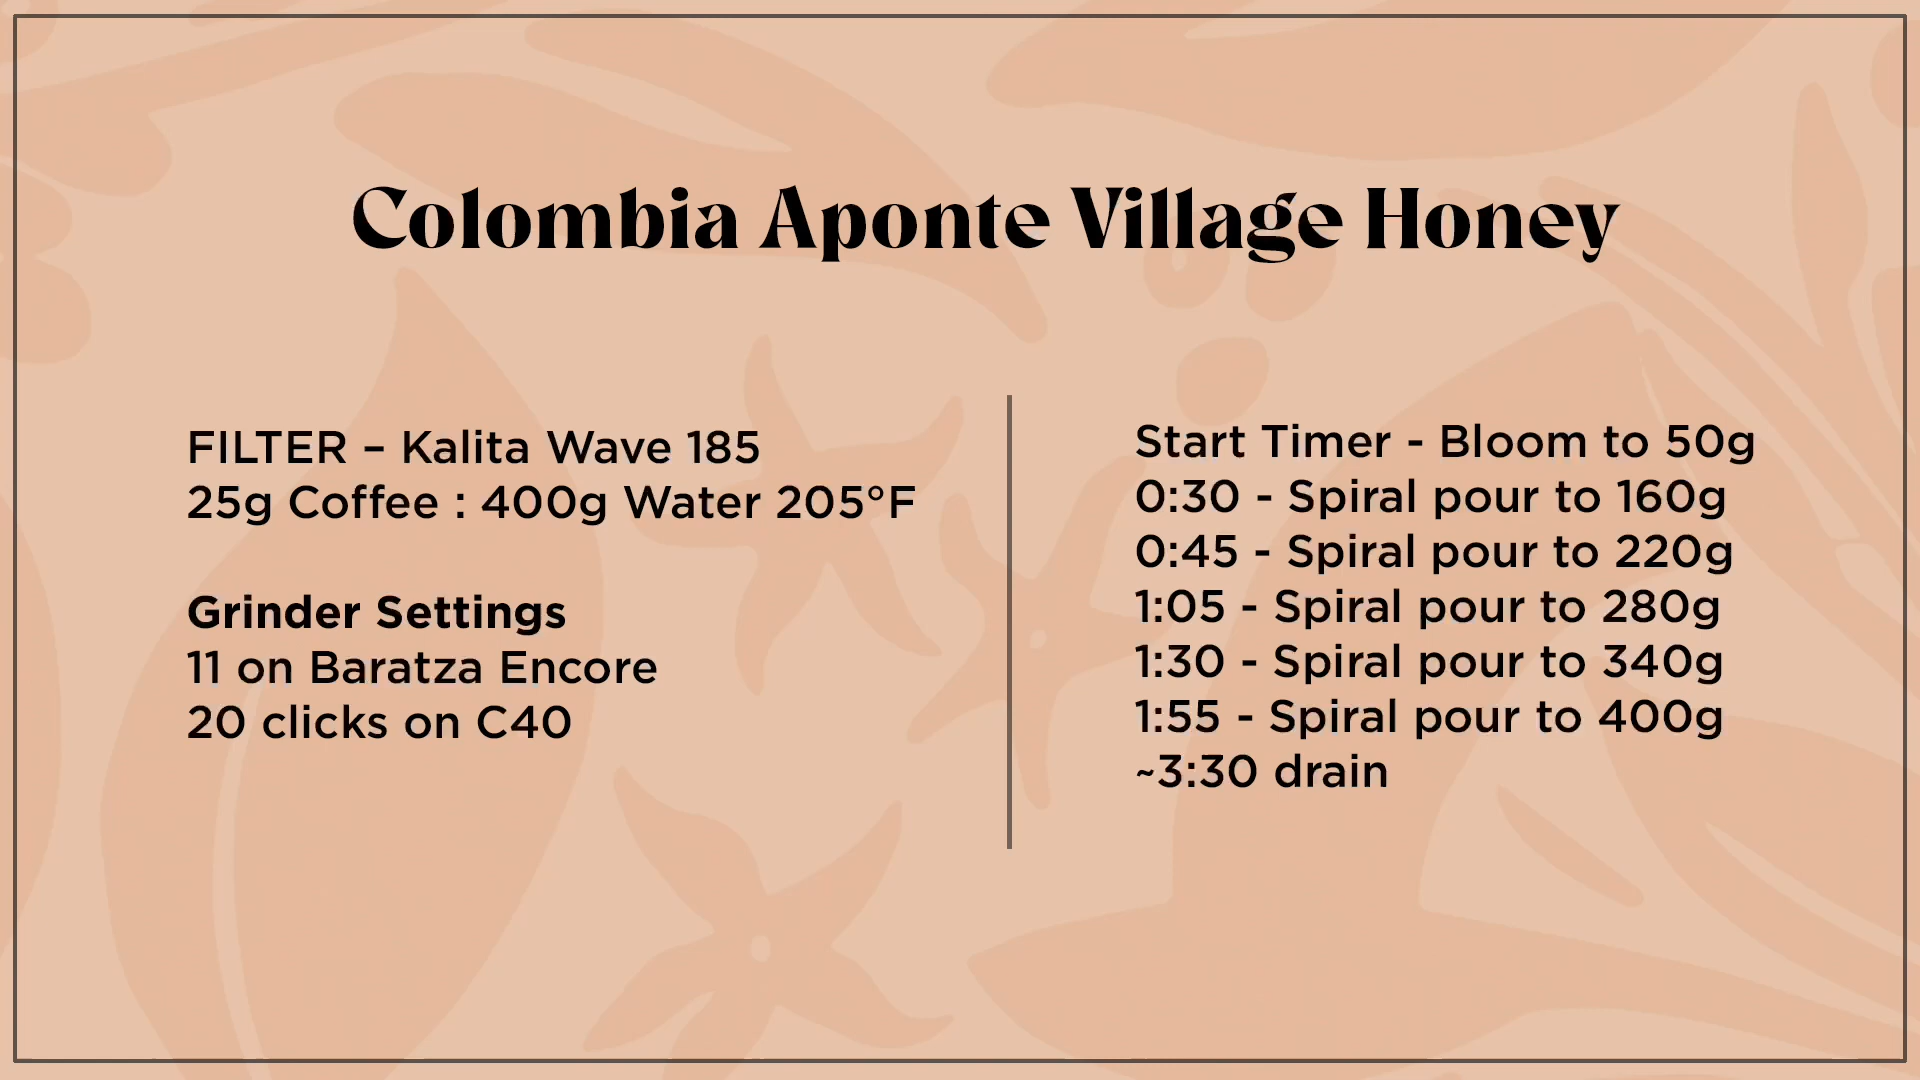 Colombia Aponte Village Honey
FILTER – Kalita Wave 185
25g Coffee : 400g Water 205°F
Grinder Settings
11 on Baratza Encore
20 clicks on C40
Start Timer - Bloom to 50g
0:30 - Spiral pour to 160g
0:45 - Spiral pour to 220g
1:05 - Spiral pour to 280g
1:30 - Spiral pour to 340g
1:55 - Spiral pour to 400g
~3:30 drain